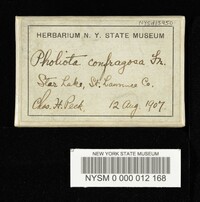 HERBARIUM N. Y. STATE MUSEUM
Pholiota confragosa Fr.
Star Lake, St. Lawrence Co.
Chas. H. Peck 12 Aug. 1907.
NEW YORK STATE MUSEUM
NYSM 0 000 012 168